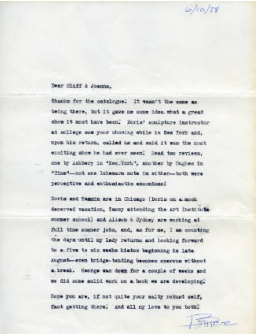 6/10/78
Dear Cliff & Joanna,
Thanks for the catalogue. It wasn't the same as
being there, but it gave me some idea what a great
show it must have been. Doris' sculpture instructor
at college saw your showing while in New York and,
upon his return, called me and said it was the most
exciting show he had ever seen. Read two reviews,
one by Ashbery in "New York", another by Hughes in
"Time"--not one lukewarm note in either--both were
perceptive and enthusiastic encomiums!
Doris and Yasmin are in Chicago (Doris on a much
deserved vacation, Yasmin attending the Art Institute
summer school) and Alison & Sydney are working at
full time summer jobs, and, as for me, I am counting
the days until my lady returns and looking forward
to a five to six weeks hiatus beginning in late
august--even bridge-tending becomes onerous without
a break. George was down for a couple of weeks and
we did some solid work on a book we are developing.
Hope you are, if not quite your salty robust self,
fast getting there! And all my love to you both!